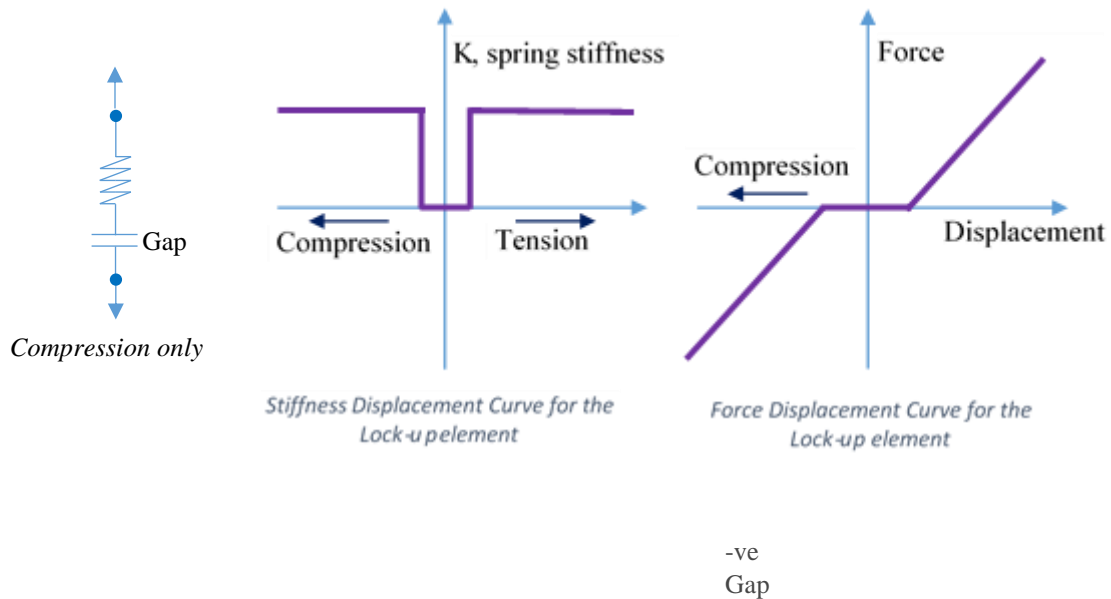 Gap
Compression only
K, spring stiffness
Compression
Tension
Stiffness Displacement Curve for the
Lock-u pelement
Force
Compression
Displacement
Force Displacement Curve for the
Lock-up element
-ve
Gap